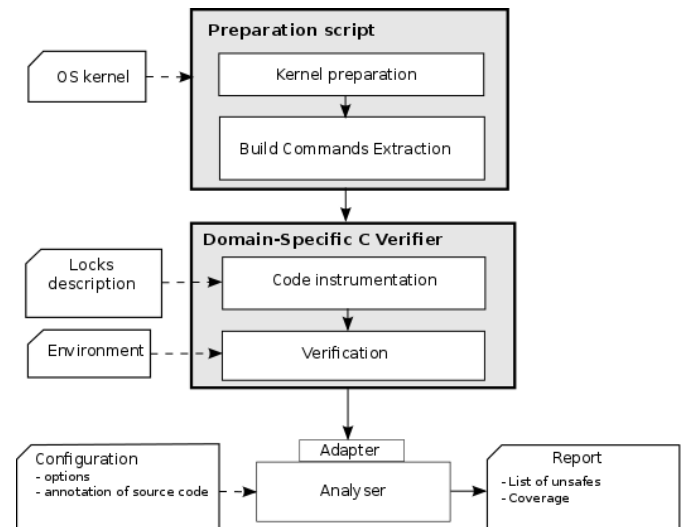 Preparation script
OS kernel
Kernel preparation
Build Commands Extraction
Domain-Specific C Verifier
Locks
description
Code instrumentation
Environment
Verification
Adapter
Configuration
- options
- annotation of source code
Analyser
Report
- List of unsafes
- Coverage